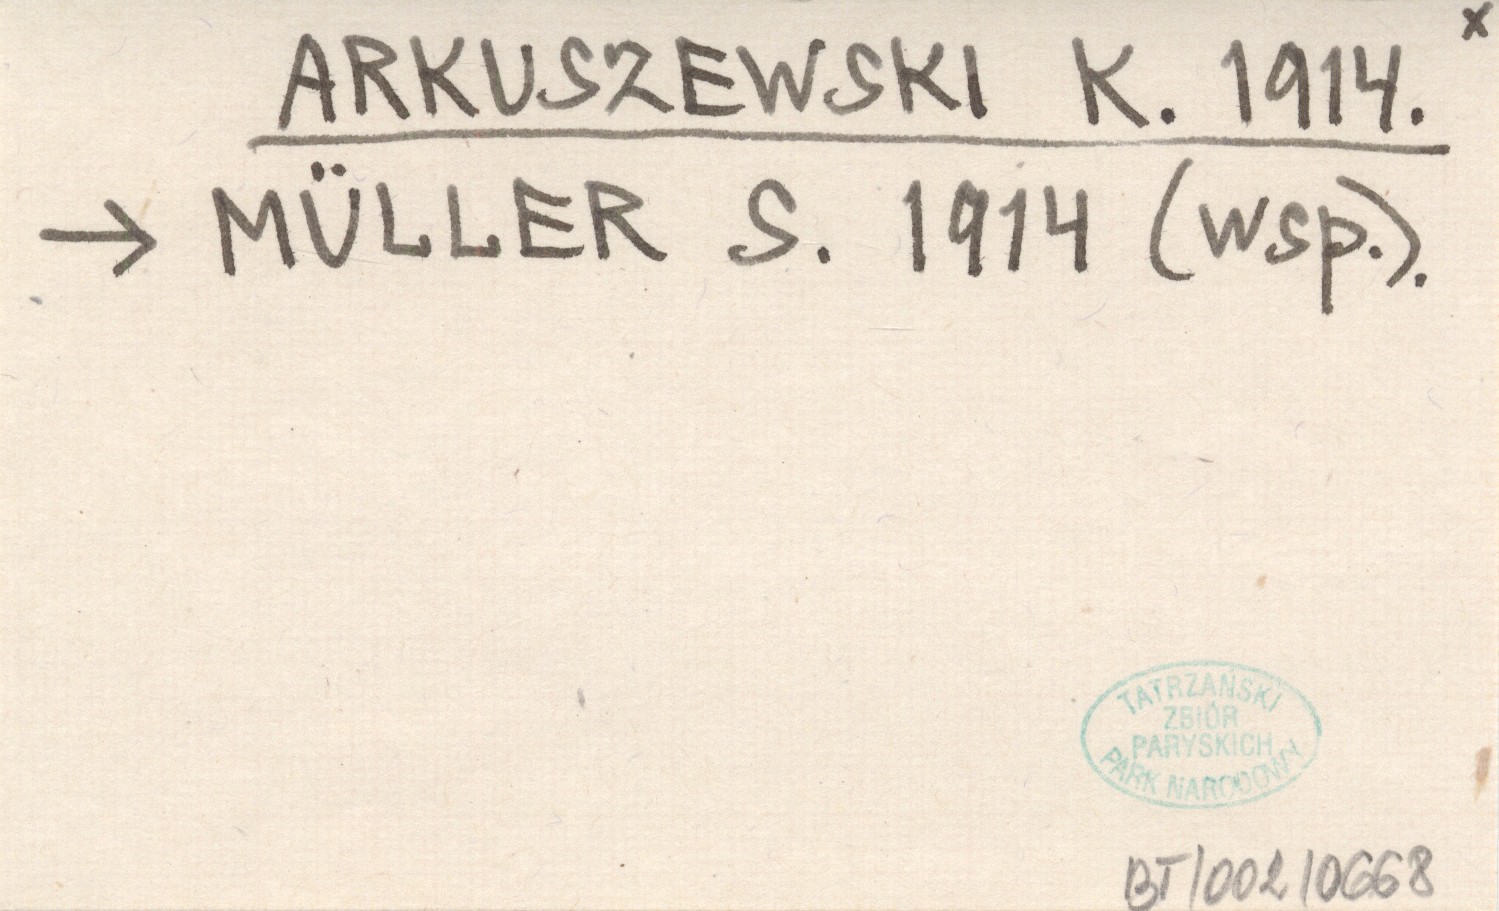 x
ARKUSZEWSKI K. 1914.
→ MÜLLER S. 1914 (wsp.).
TATRZAŃSKI
ZBIÓR
PARYSKICH
PARK NARODOWY
BT/002/0668